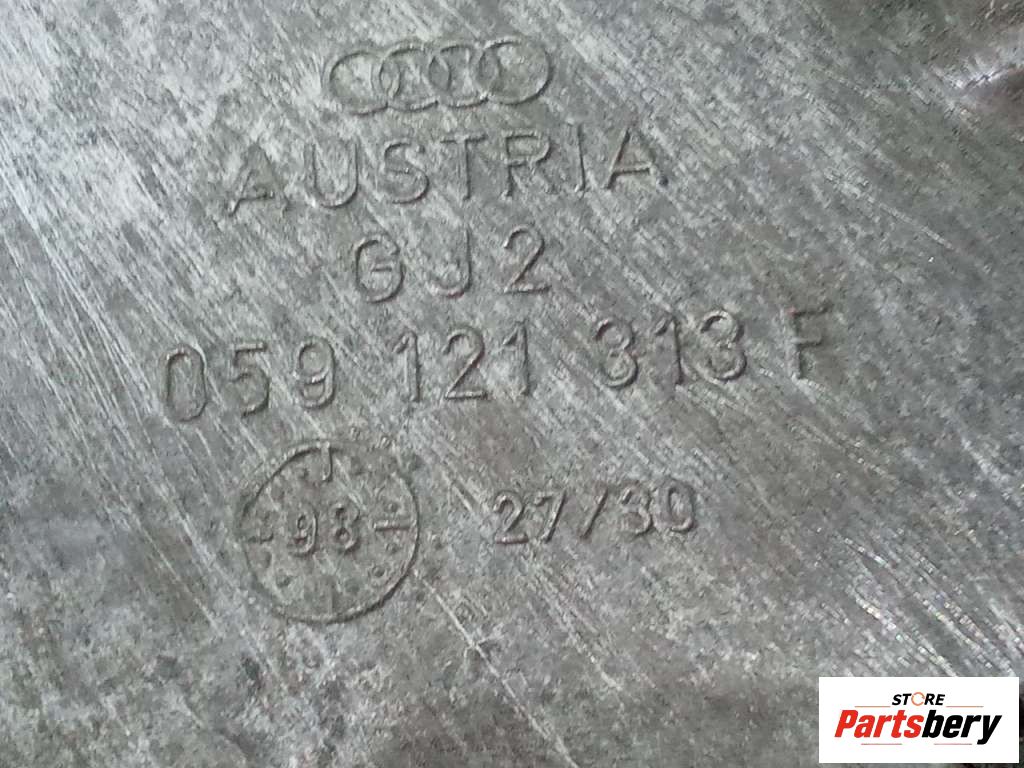 AUSTRIA
GJ2
059 121 313 F
98 27/30
STORE
Partsbery